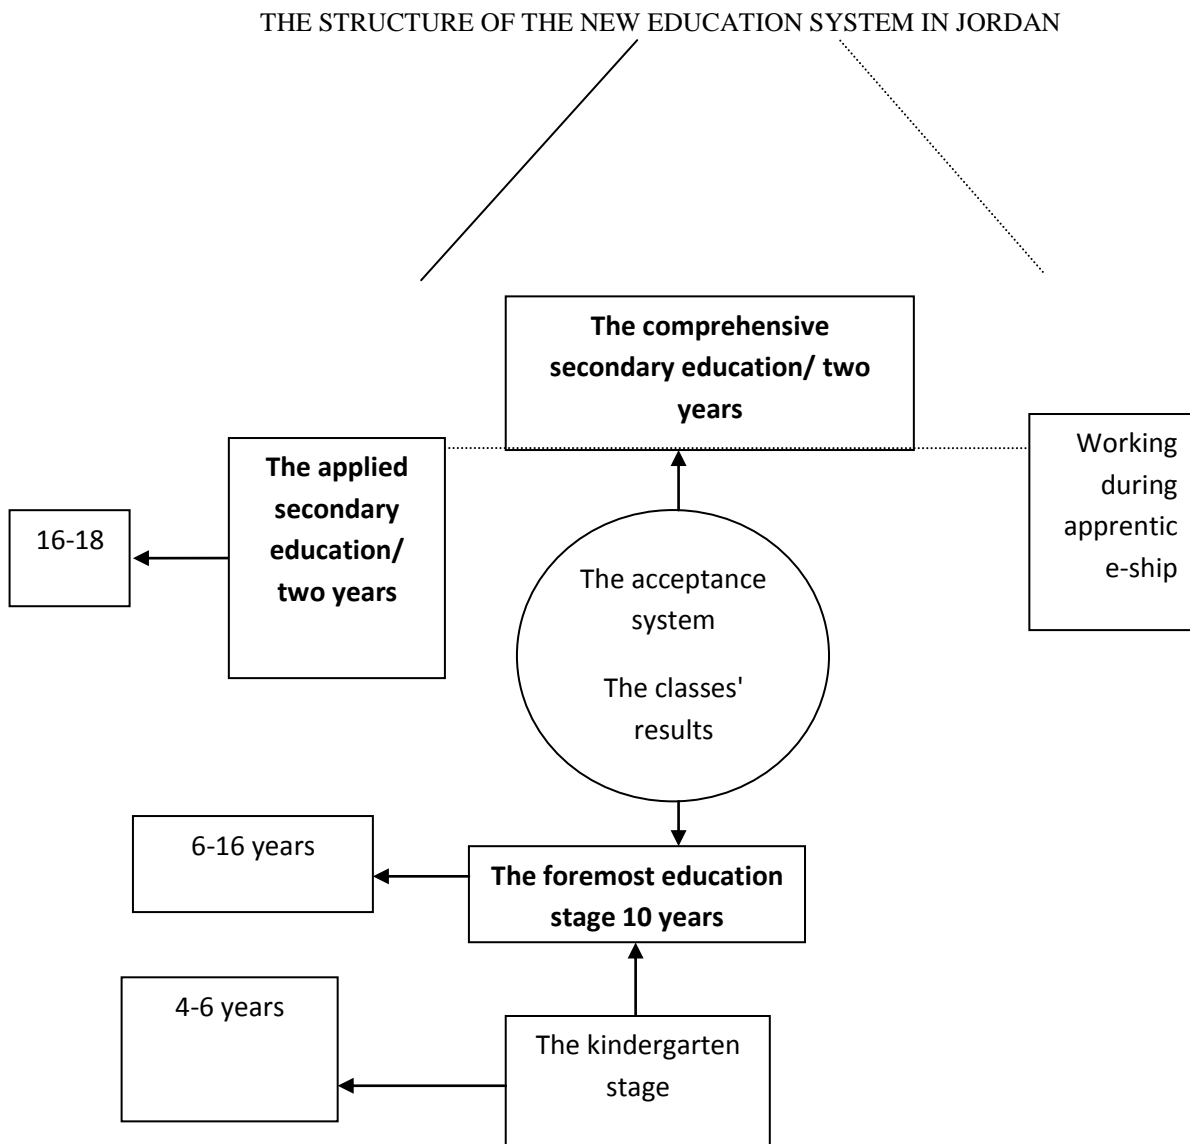 THE STRUCTURE OF THE NEW EDUCATION SYSTEM IN JORDAN
The comprehensive
secondary education/ two
years
Working
during
apprentic
e-ship
The applied
secondary
education/
two years
16-18
The acceptance
system
The classes'
results
6-16 years
The foremost education
stage 10 years
4-6 years
The kindergarten
stage